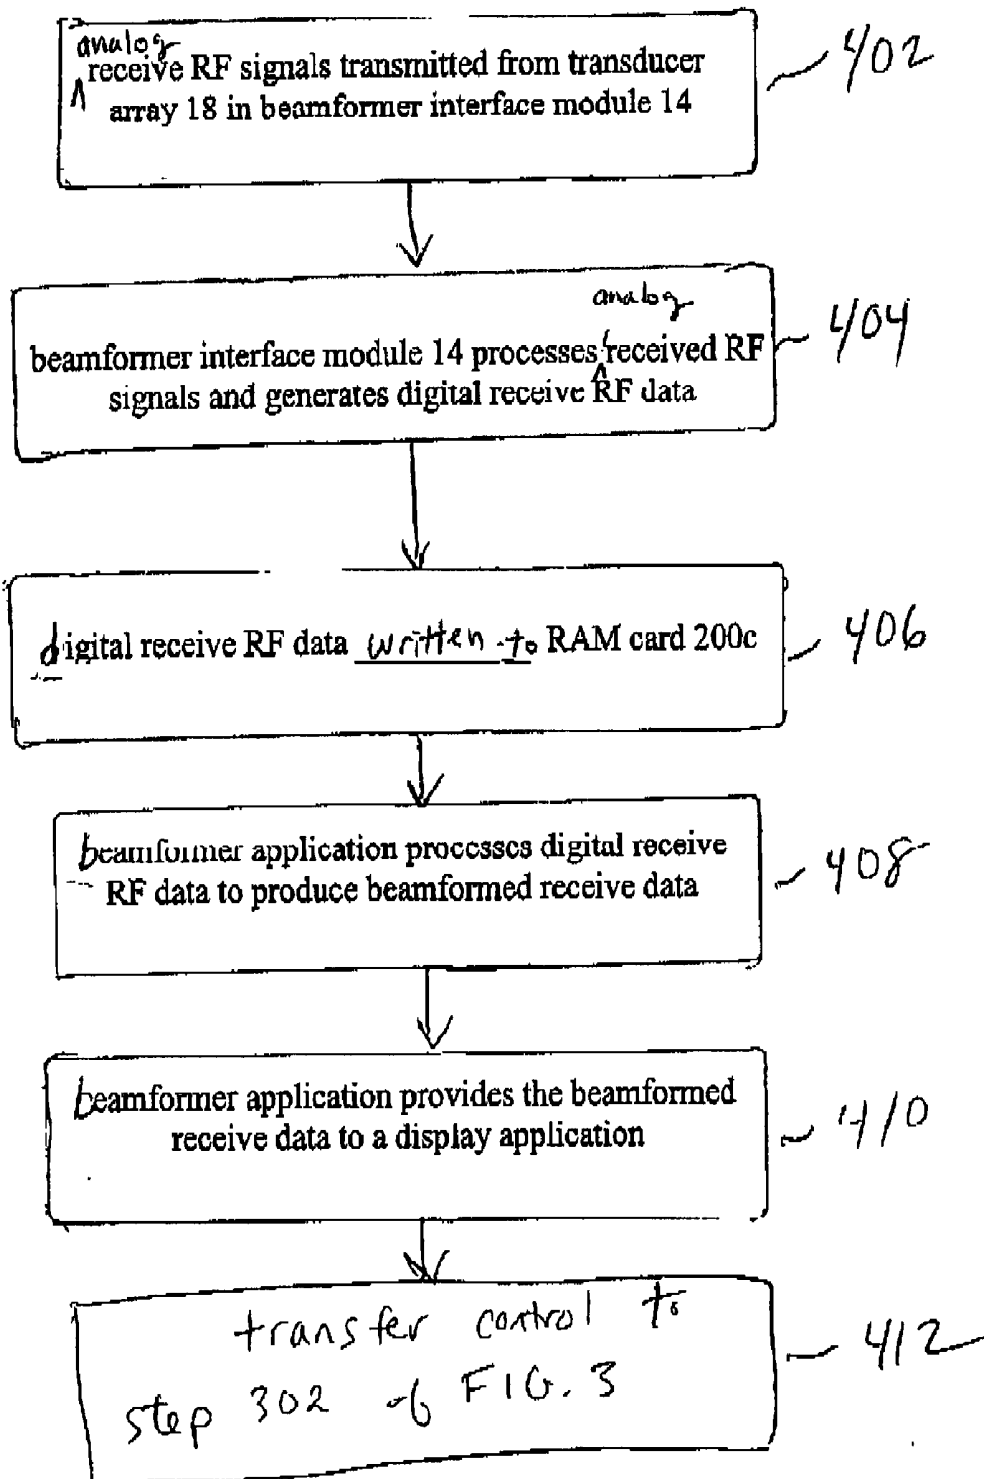 analog
receive RF signals transmitted from transducer
array 18 in beamformer interface module 14
402
analog
beamformer interface module 14 processes received RF
signals and generates digital receive RF data
404
digital receive RF data written to RAM card 200c
406
beamformer application processes digital receive
RF data to produce beamformed receive data
408
beamformer application provides the beamformed
receive data to a display application
410
transfer control to
step 302 of FIG. 3
412